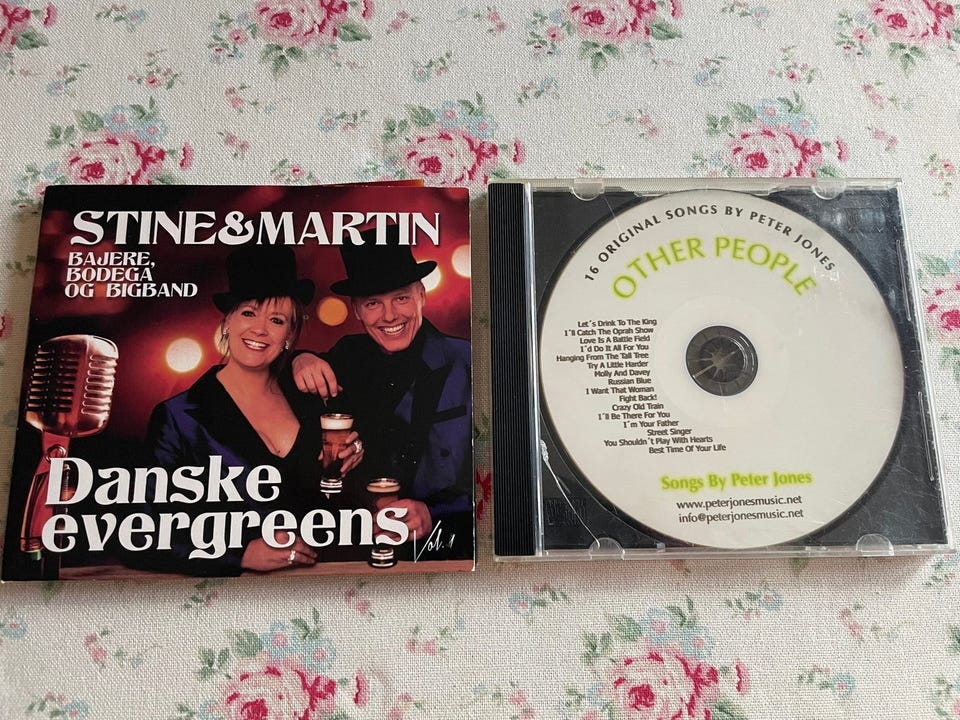 STINE&MARTIN
BAJERE,
BODEGA
OG BIGBAND
Danske
evergreens
Vol. 1
16 ORIGINAL SONGS BY PETER JONES
OTHER PEOPLE
Let´s Drink To The King
I´ll Catch The Oprah Show
Love Is A Battle Field
I´d Do It All For You
Hanging From The Tall Tree
Try A Little Harder
Molly And Davey
Russian Blue
I Want That Woman
Fight Back!
Crazy Old Train
I´ll Be There For You
I´m Your Father
Street Singer
You Shouldn´t Play With Hearts
Best Time Of Your Life
Songs By Peter Jones
www.peterjonesmusic.net
info@peterjonesmusic.net